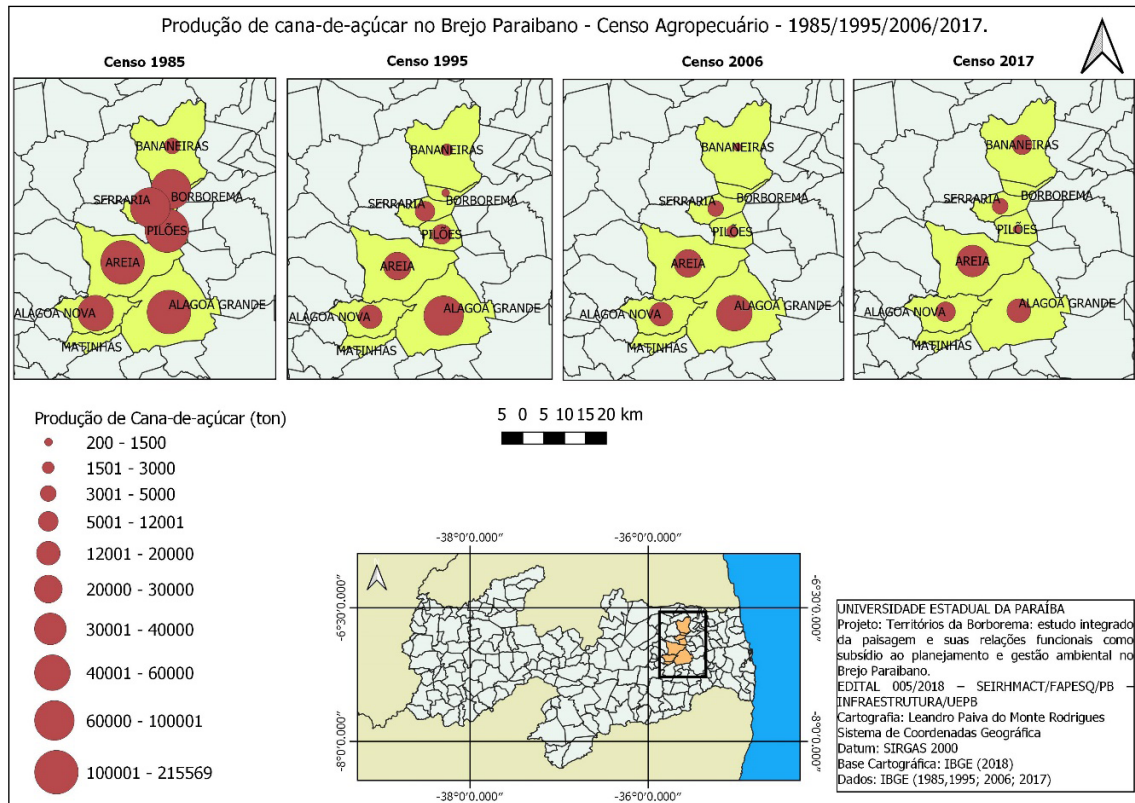 Produção de cana-de-açúcar no Brejo Paraibano - Censo Agropecuário - 1985/1995/2006/2017.
Censo 1985
BANANEIRAS
SERRARIA
BORBOREMA
PILÕES
AREIA
ALAGOA NOVA
ALAGOA GRANDE
MATINHAS
Censo 1995
BANANEIRAS
SERRARIA
BORBOREMA
PILÕES
AREIA
ALAGOA NOVA
ALAGOA GRANDE
MATINHAS
Censo 2006
BANANEIRAS
SERRARIA
BORBOREMA
PILÕES
AREIA
ALAGOA NOVA
ALAGOA GRANDE
MATINHAS
Censo 2017
BANANEIRAS
SERRARIA
BORBOREMA
PILÕES
AREIA
ALAGOA NOVA
ALAGOA GRANDE
MATINHAS
Produção de Cana-de-açúcar (ton)
200 - 1500
1501 - 3000
3001 - 5000
5001 - 12001
12001 - 20000
20000 - 30000
30001 - 40000
40001 - 60000
60000 - 100001
100001 - 215569
5 0 5 10 15 20 km
-38°0'0.000"
-36°0'0.000"
-6°30'0.000"
-6°30'0.000"
-8°0'0.000"
-8°0'0.000"
-38°0'0.000"
-36°0'0.000"
UNIVERSIDADE ESTADUAL DA PARAÍBA
Projeto: Territórios da Borborema: estudo integrado
da paisagem e suas relações funcionais como
subsídio ao planejamento e gestão ambiental no
Brejo Paraibano.
EDITAL 005/2018 – SEIRHMACT/FAPESQ/PB –
INFRAESTRUTURA/UEPB
Cartografia: Leandro Paiva do Monte Rodrigues
Sistema de Coordenadas Geográfica
Datum: SIRGAS 2000
Base Cartográfica: IBGE (2018)
Dados: IBGE (1985,1995; 2006; 2017)